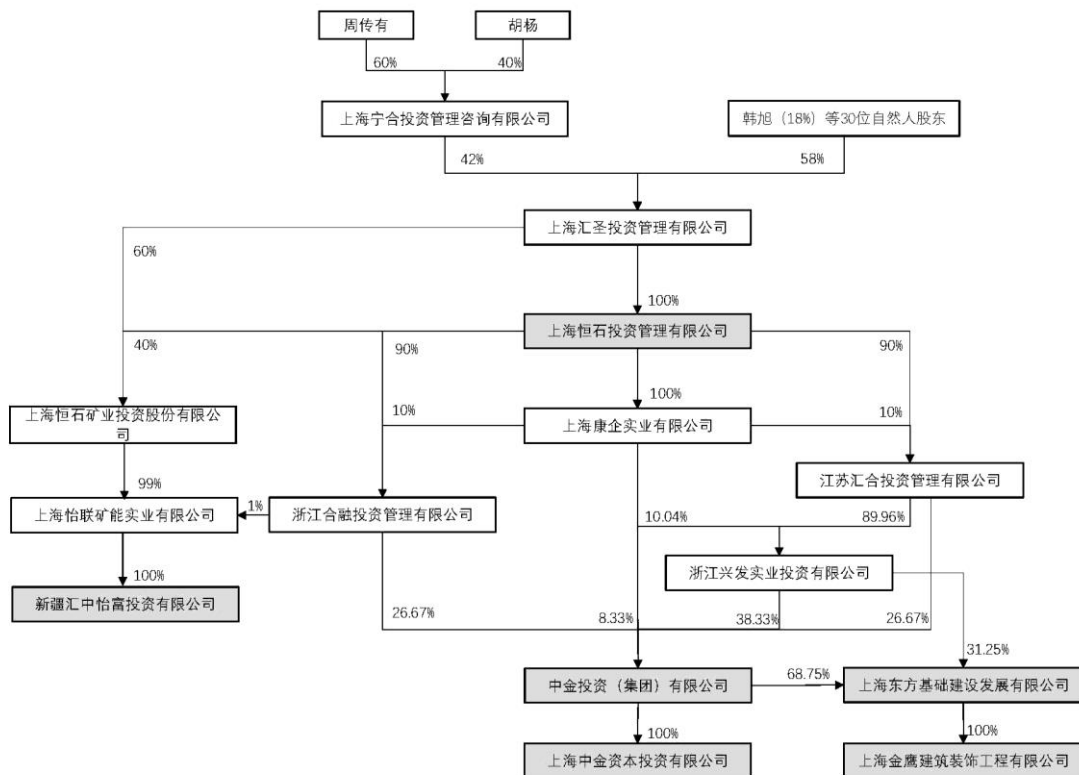 周传有
胡杨
60%
40%
上海宁合投资管理咨询有限公司
韩旭（18%）等30位自然人股东
42%
58%
上海汇圣投资管理有限公司
60%
100%
上海恒石投资管理有限公司
40%
90%
90%
100%
上海恒石矿业投资股份有限公
司
10%
上海康企实业有限公司
10%
江苏汇合投资管理有限公司
99%
上海怡联矿能实业有限公司
1%
浙江合融投资管理有限公司
10.04%
89.96%
浙江兴发实业投资有限公司
100%
新疆汇中怡富投资有限公司
26.67%
8.33%
38.33%
26.67%
31.25%
中金投资（集团）有限公司
68.75%
上海东方基础建设发展有限公司
100%
100%
上海中金资本投资有限公司
上海金鹰建筑装饰工程有限公司